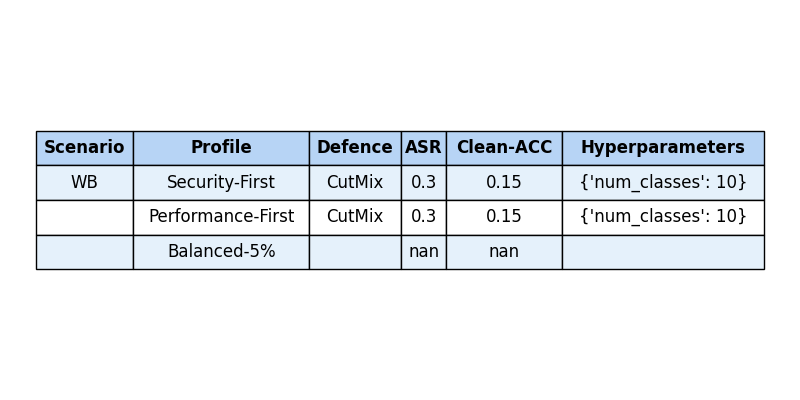 Scenario Profile Defence ASR Clean-ACC Hyperparameters
WB Security-First CutMix 0.3 0.15 {'num_classes': 10}
Performance-First CutMix 0.3 0.15 {'num_classes': 10}
Balanced-5% nan nan